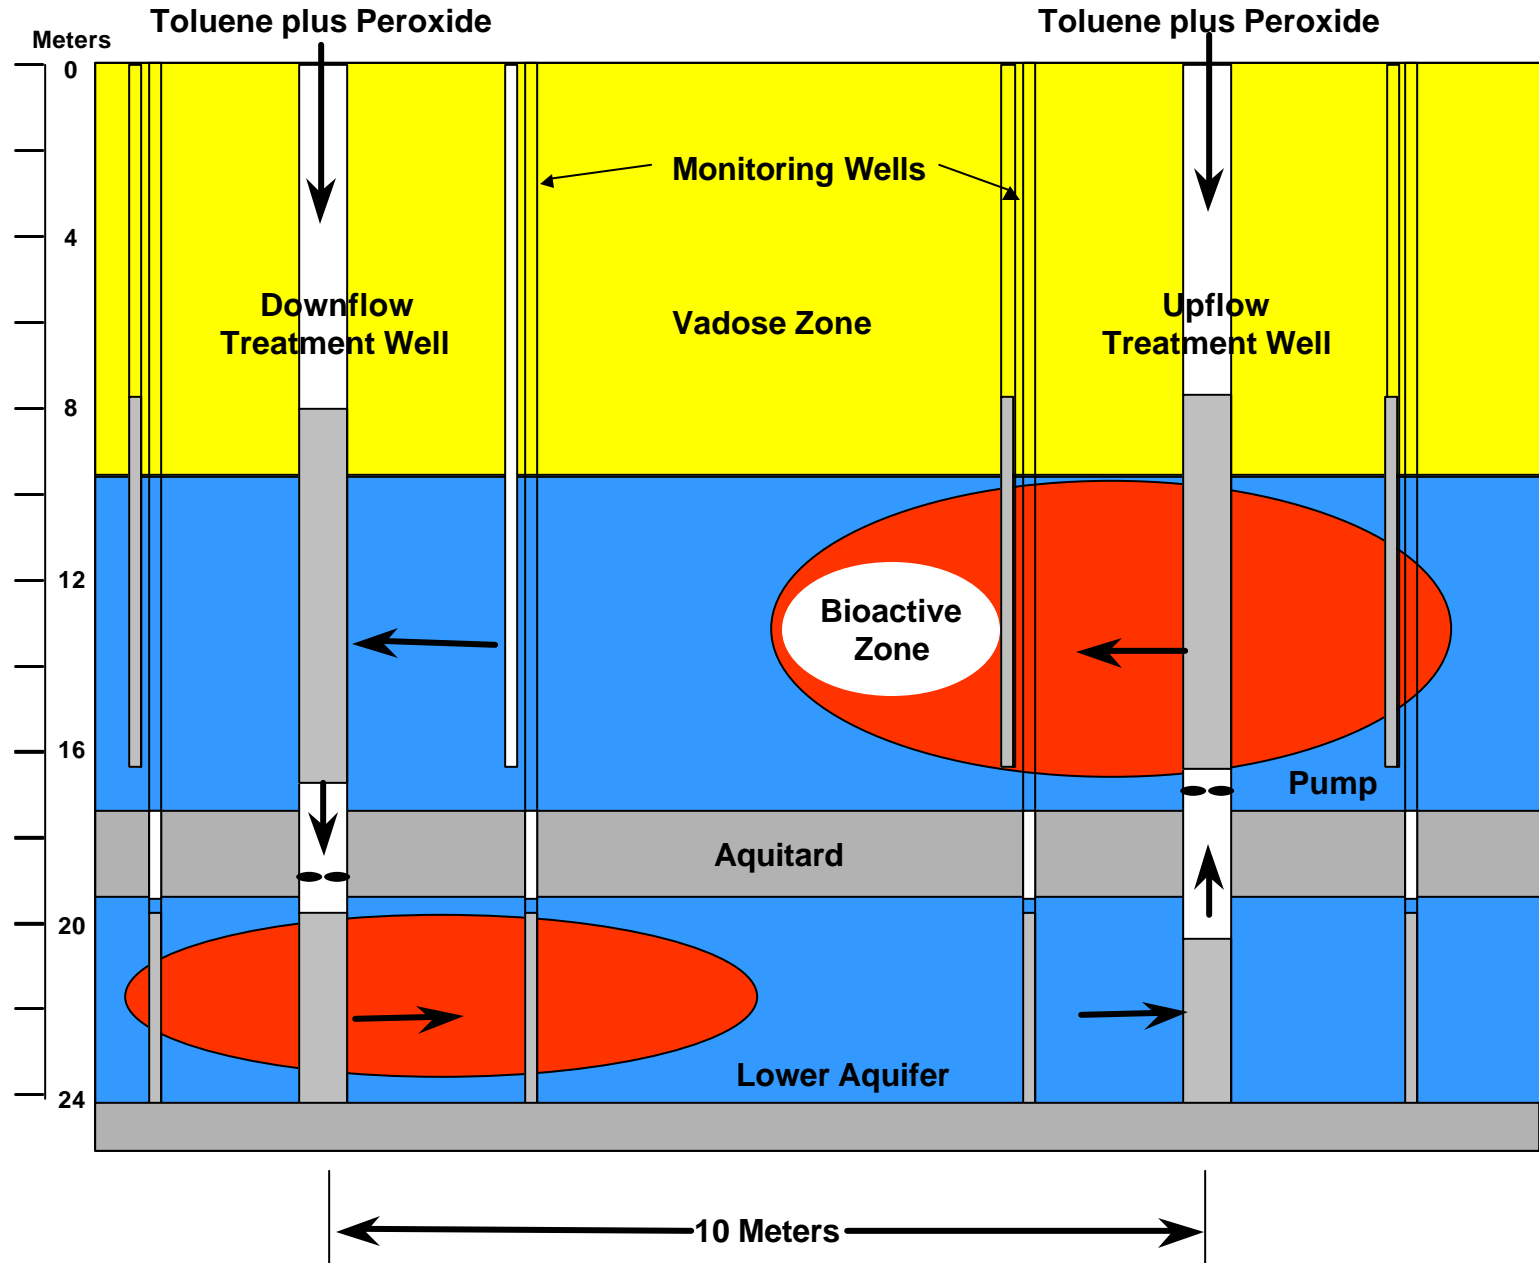 Toluene plus Peroxide
Toluene plus Peroxide
Meters
0
Monitoring Wells
4
Downflow
Treatment Well
Vadose Zone
Upflow
Treatment Well
8
12
Bioactive
Zone
16
Pump
Aquitard
20
Lower Aquifer
24
10 Meters